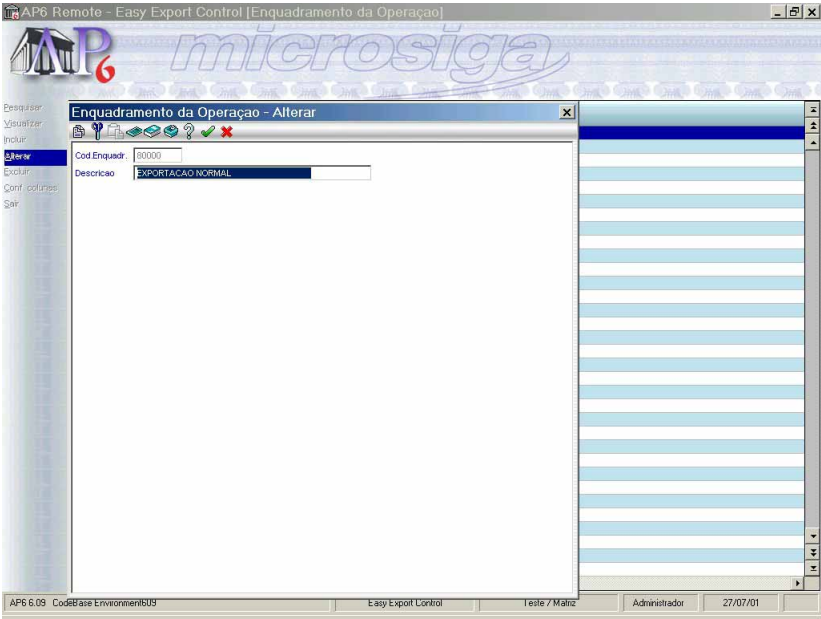 AP6 Remote - Easy Export Control [Enquadramento da Operaçao]
AP6
microsiga
Pesquisar
Visualizar
Incluir
Alterar
Excluir
Conf. colunas
Sair
Enquadramento da Operaçao - Alterar
Cod.Enquadr. 80000
Descricao EXPORTACAO NORMAL
AP6 6.09 CodeBase Environment609 Easy Export Control Teste / Matriz Administrador 27/07/01